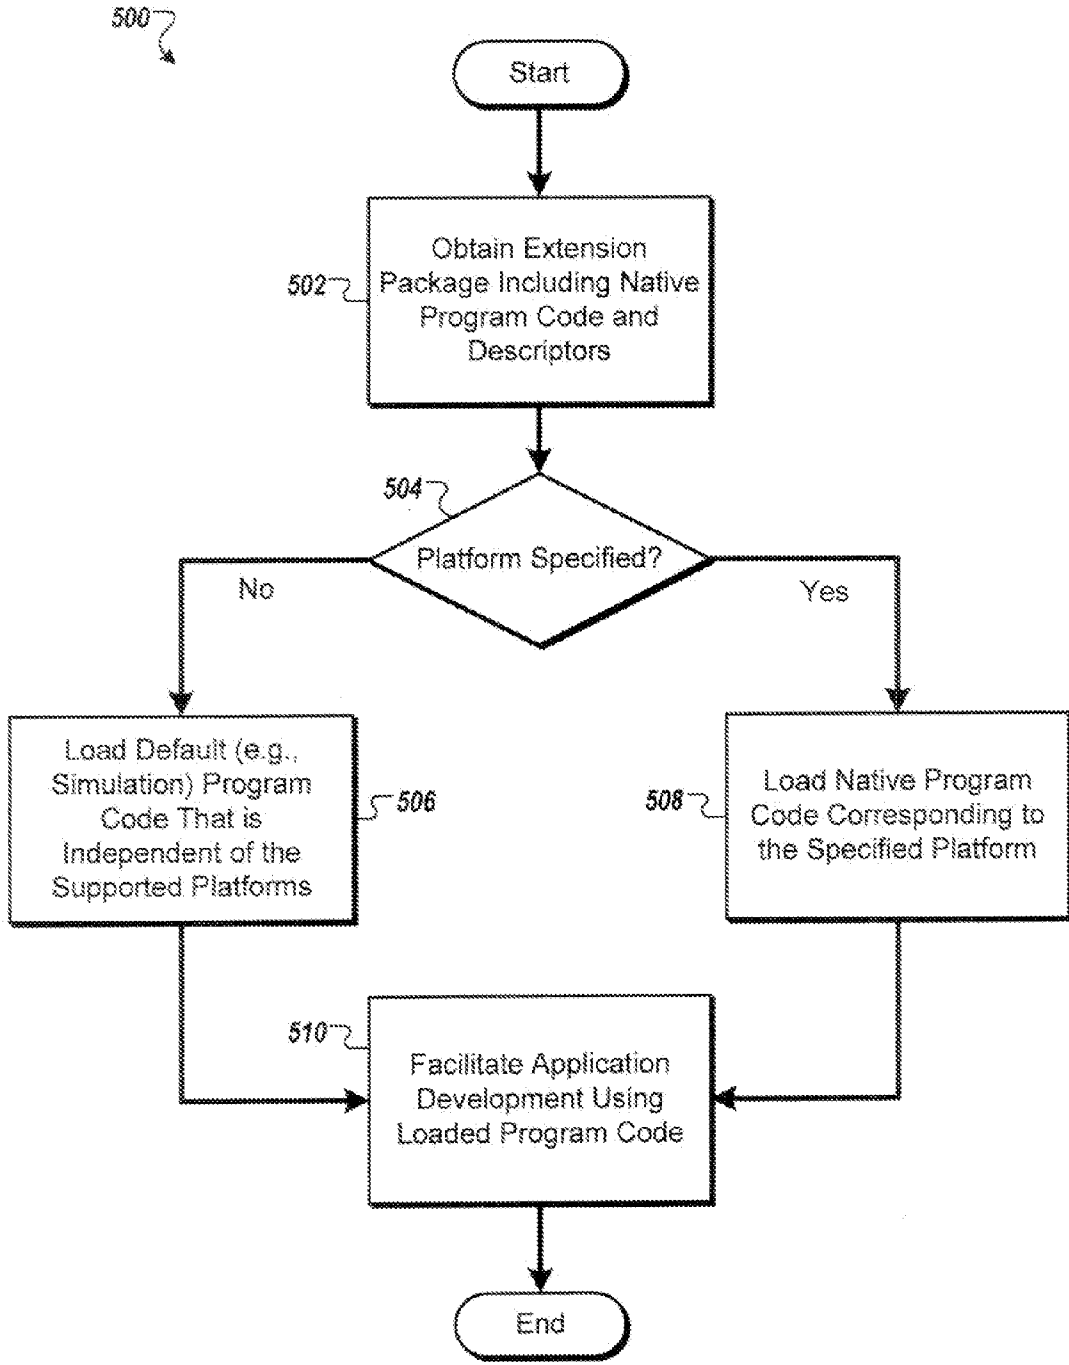 500
Start
502
Obtain Extension
Package Including Native
Program Code and
Descriptors
504
Platform Specified?
No
Yes
Load Default (e.g.,
Simulation) Program
Code That is
Independent of the
Supported Platforms
506
508
Load Native Program
Code Corresponding to
the Specified Platform
510
Facilitate Application
Development Using
Loaded Program Code
End